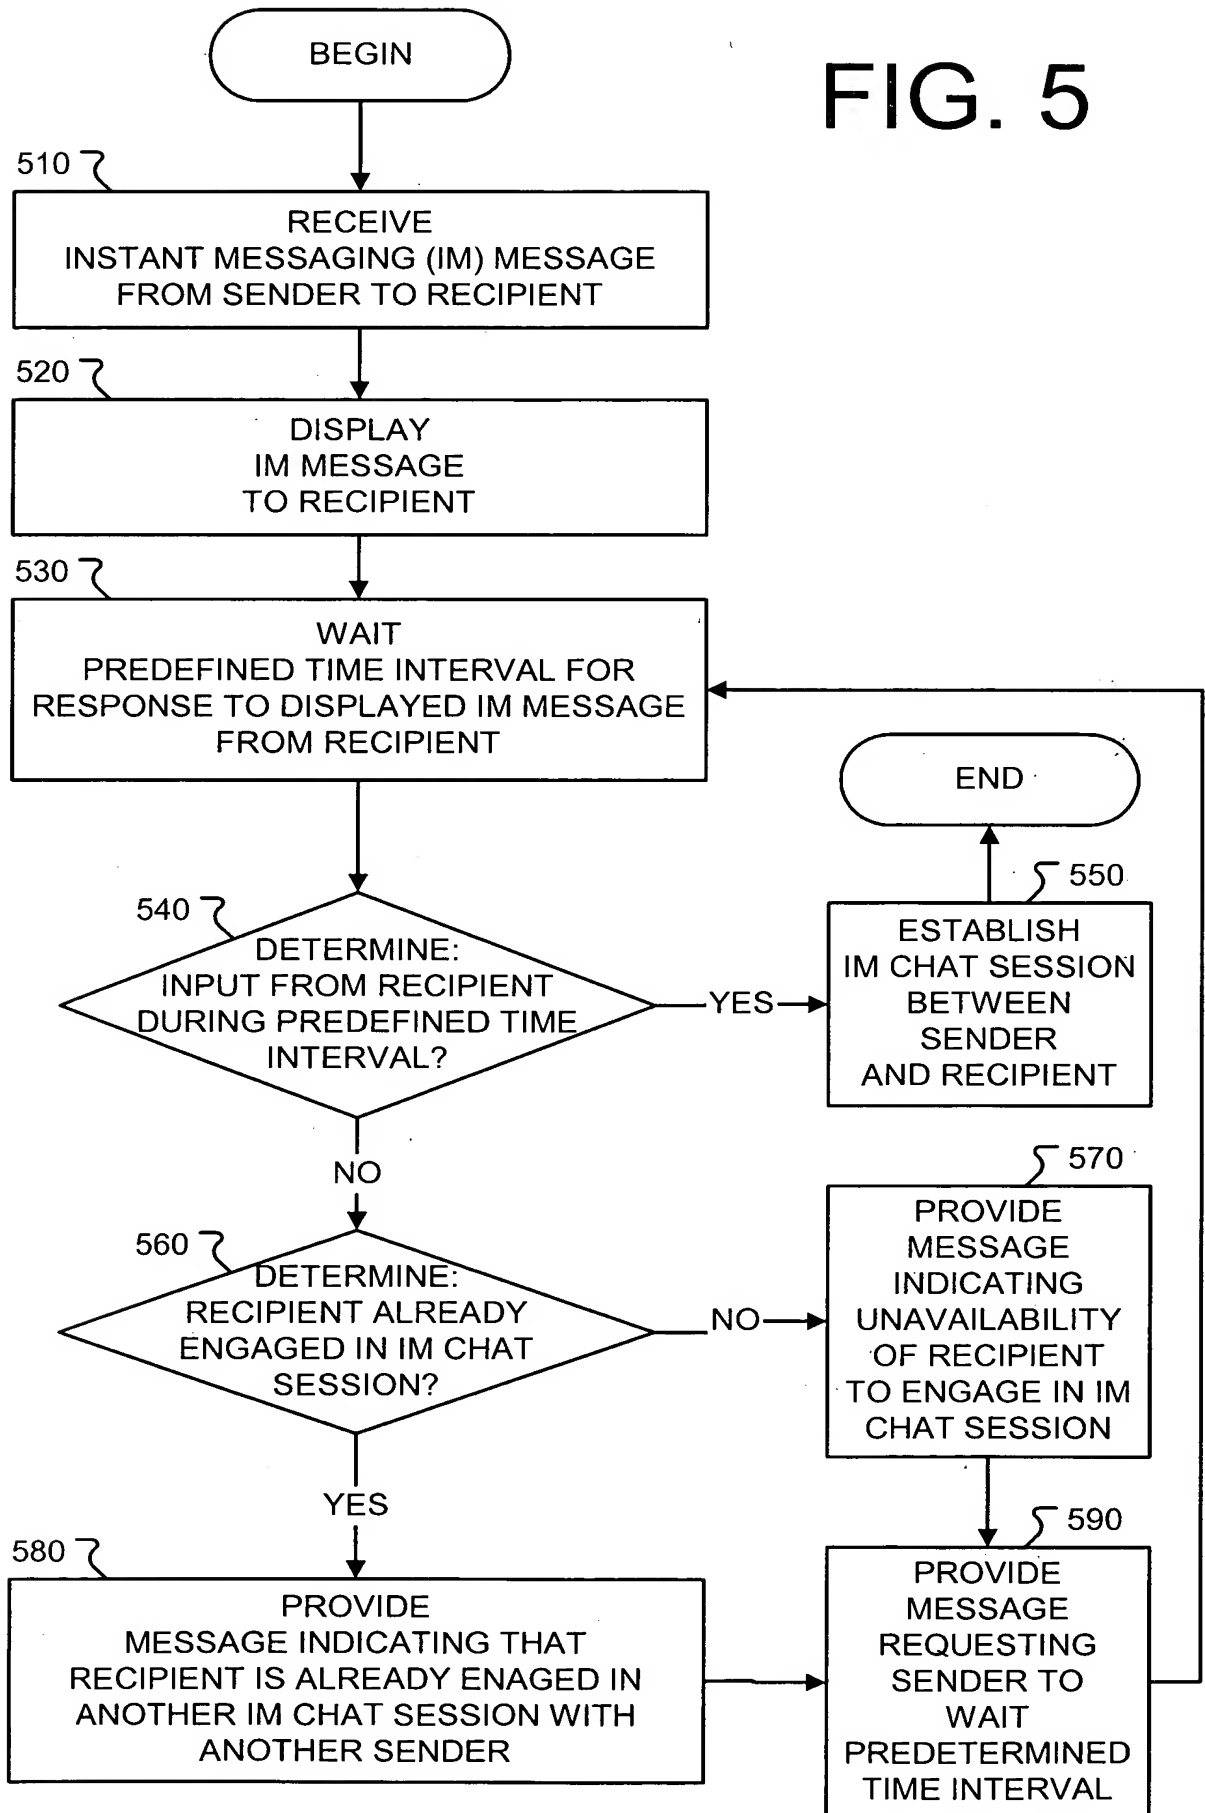 BEGIN
FIG. 5
510
RECEIVE
INSTANT MESSAGING (IM) MESSAGE
FROM SENDER TO RECIPIENT
520
DISPLAY
IM MESSAGE
TO RECIPIENT
530
WAIT
PREDEFINED TIME INTERVAL FOR
RESPONSE TO DISPLAYED IM MESSAGE
FROM RECIPIENT
END
540
DETERMINE:
INPUT FROM RECIPIENT
DURING PREDEFINED TIME
INTERVAL?
YES
550
ESTABLISH
IM CHAT SESSION
BETWEEN
SENDER
AND RECIPIENT
NO
560
DETERMINE:
RECIPIENT ALREADY
ENGAGED IN IM CHAT
SESSION?
NO
570
PROVIDE
MESSAGE
INDICATING
UNAVAILABILITY
OF RECIPIENT
TO ENGAGE IN IM
CHAT SESSION
YES
580
PROVIDE
MESSAGE INDICATING THAT
RECIPIENT IS ALREADY ENAGED IN
ANOTHER IM CHAT SESSION WITH
ANOTHER SENDER
590
PROVIDE
MESSAGE
REQUESTING
SENDER TO
WAIT
PREDETERMINED
TIME INTERVAL